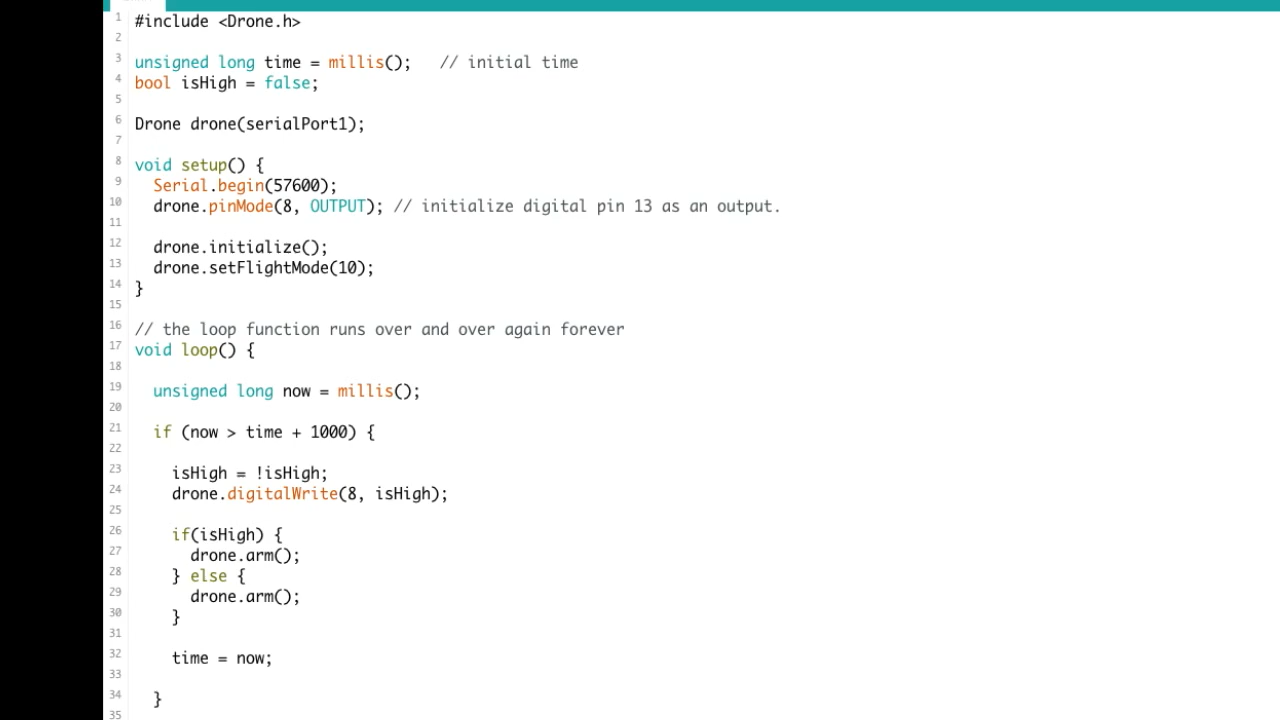 1 #include <Drone.h>
2
3 unsigned long time = millis();   // initial time
4 bool isHigh = false;
5
6 Drone drone(serialPort1);
7
8 void setup() {
9   Serial.begin(57600);
10   drone.pinMode(8, OUTPUT); // initialize digital pin 13 as an output.
11
12   drone.initialize();
13   drone.setFlightMode(10);
14 }
15
16 // the loop function runs over and over again forever
17 void loop() {
18
19   unsigned long now = millis();
20
21   if (now > time + 1000) {
22
23     isHigh = !isHigh;
24     drone.digitalWrite(8, isHigh);
25
26     if(isHigh) {
27       drone.arm();
28     } else {
29       drone.arm();
30     }
31
32     time = now;
33
34   }
35